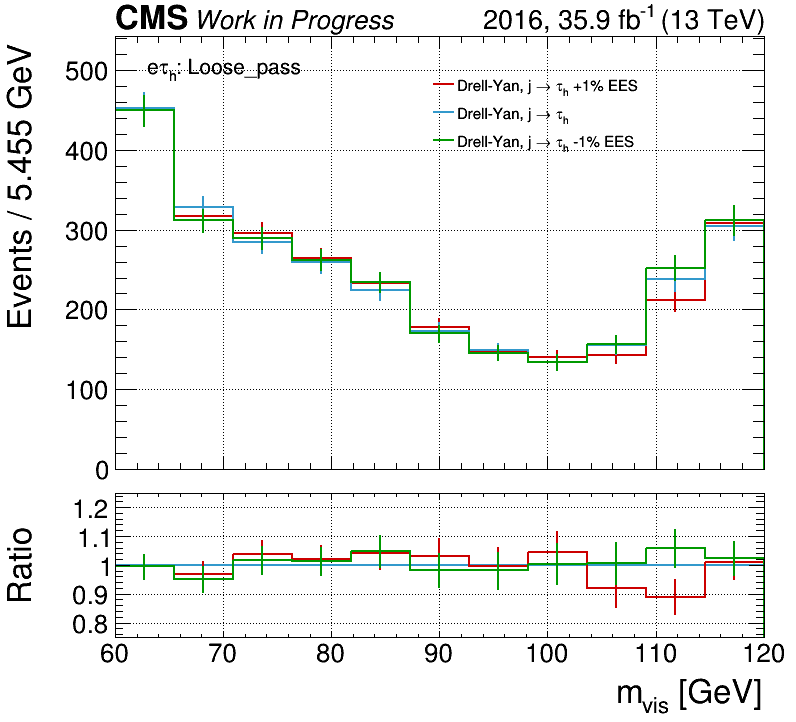 CMS Work in Progress 2016, 35.9 fb⁻¹ (13 TeV)
eτₕ: Loose_pass
Drell-Yan, j → τₕ +1% EES
Drell-Yan, j → τₕ
Drell-Yan, j → τₕ -1% EES
Events / 5.455 GeV
500
400
300
200
100
0
Ratio
1.2
1.1
1
0.9
0.8
60 70 80 90 100 110 120
m_vis [GeV]